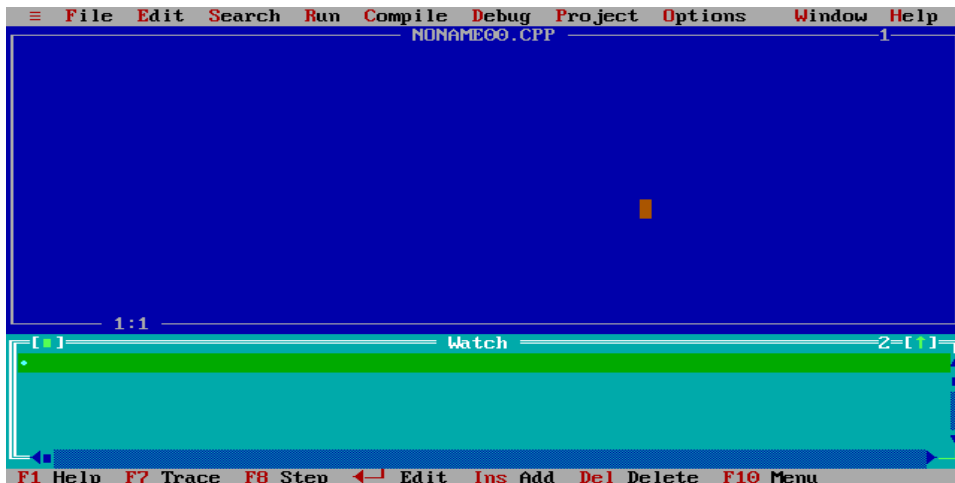 ≡ File Edit Search Run Compile Debug Project Options Window Help
NONAME00.CPP 1
1:1
[■] Watch 2=[↑]
F1 Help F7 Trace F8 Step ◄─┘ Edit Ins Add Del Delete F10 Menu